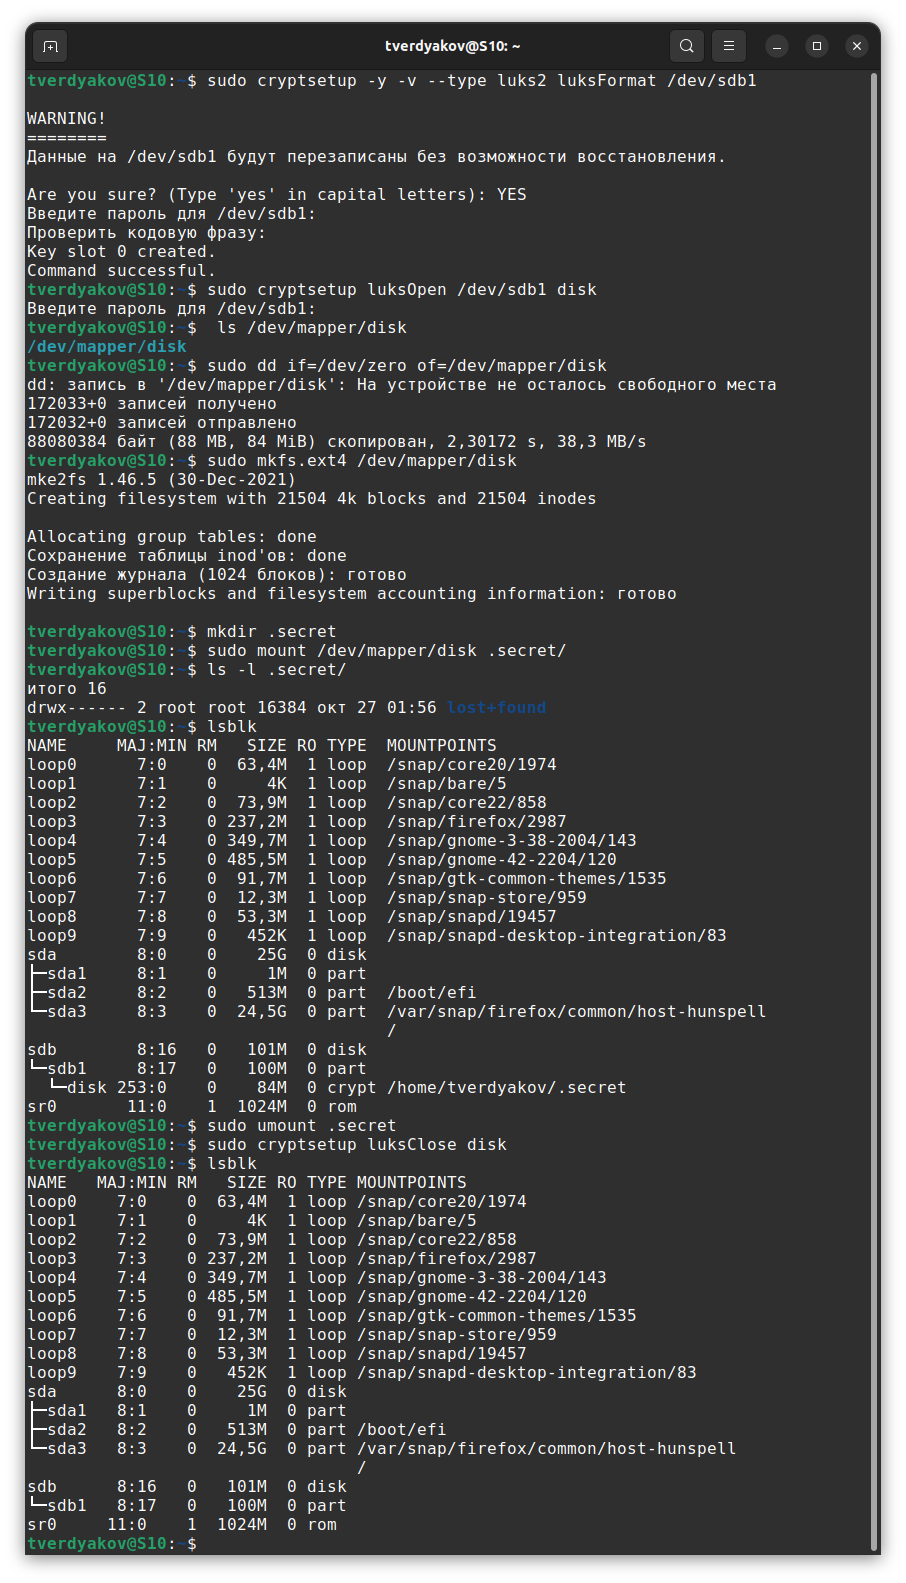 tverdyakov@S10: ~
tverdyakov@S10:~$ sudo cryptsetup -y -v --type luks2 luksFormat /dev/sdb1
WARNING!
========
Данные на /dev/sdb1 будут перезаписаны без возможности восстановления.
Are you sure? (Type 'yes' in capital letters): YES
Введите пароль для /dev/sdb1:
Проверить кодовую фразу:
Key slot 0 created.
Command successful.
tverdyakov@S10:~$ sudo cryptsetup luksOpen /dev/sdb1 disk
Введите пароль для /dev/sdb1:
tverdyakov@S10:~$  ls /dev/mapper/disk
/dev/mapper/disk
tverdyakov@S10:~$ sudo dd if=/dev/zero of=/dev/mapper/disk
dd: запись в '/dev/mapper/disk': На устройстве не осталось свободного места
172033+0 записей получено
172032+0 записей отправлено
88080384 байт (88 MB, 84 MiB) скопирован, 2,30172 s, 38,3 MB/s
tverdyakov@S10:~$ sudo mkfs.ext4 /dev/mapper/disk
mke2fs 1.46.5 (30-Dec-2021)
Creating filesystem with 21504 4k blocks and 21504 inodes
Allocating group tables: done
Сохранение таблицы inod'ов: done
Создание журнала (1024 блоков): готово
Writing superblocks and filesystem accounting information: готово
tverdyakov@S10:~$ mkdir .secret
tverdyakov@S10:~$ sudo mount /dev/mapper/disk .secret/
tverdyakov@S10:~$ ls -l .secret/
итого 16
drwx------ 2 root root 16384 окт 27 01:56 lost+found
tverdyakov@S10:~$ lsblk
NAME     MAJ:MIN RM   SIZE RO TYPE  MOUNTPOINTS
loop0      7:0    0  63,4M  1 loop  /snap/core20/1974
loop1      7:1    0     4K  1 loop  /snap/bare/5
loop2      7:2    0  73,9M  1 loop  /snap/core22/858
loop3      7:3    0 237,2M  1 loop  /snap/firefox/2987
loop4      7:4    0 349,7M  1 loop  /snap/gnome-3-38-2004/143
loop5      7:5    0 485,5M  1 loop  /snap/gnome-42-2204/120
loop6      7:6    0  91,7M  1 loop  /snap/gtk-common-themes/1535
loop7      7:7    0  12,3M  1 loop  /snap/snap-store/959
loop8      7:8    0  53,3M  1 loop  /snap/snapd/19457
loop9      7:9    0   452K  1 loop  /snap/snapd-desktop-integration/83
sda        8:0    0    25G  0 disk
├─sda1     8:1    0     1M  0 part
├─sda2     8:2    0   513M  0 part  /boot/efi
└─sda3     8:3    0  24,5G  0 part  /var/snap/firefox/common/host-hunspell
                                    /
sdb        8:16   0   101M  0 disk
└─sdb1     8:17   0   100M  0 part
  └─disk 253:0    0    84M  0 crypt /home/tverdyakov/.secret
sr0       11:0    1  1024M  0 rom
tverdyakov@S10:~$ sudo umount .secret
tverdyakov@S10:~$ sudo cryptsetup luksClose disk
tverdyakov@S10:~$ lsblk
NAME   MAJ:MIN RM   SIZE RO TYPE MOUNTPOINTS
loop0    7:0    0  63,4M  1 loop /snap/core20/1974
loop1    7:1    0     4K  1 loop /snap/bare/5
loop2    7:2    0  73,9M  1 loop /snap/core22/858
loop3    7:3    0 237,2M  1 loop /snap/firefox/2987
loop4    7:4    0 349,7M  1 loop /snap/gnome-3-38-2004/143
loop5    7:5    0 485,5M  1 loop /snap/gnome-42-2204/120
loop6    7:6    0  91,7M  1 loop /snap/gtk-common-themes/1535
loop7    7:7    0  12,3M  1 loop /snap/snap-store/959
loop8    7:8    0  53,3M  1 loop /snap/snapd/19457
loop9    7:9    0   452K  1 loop /snap/snapd-desktop-integration/83
sda      8:0    0    25G  0 disk
├─sda1   8:1    0     1M  0 part
├─sda2   8:2    0   513M  0 part /boot/efi
└─sda3   8:3    0  24,5G  0 part /var/snap/firefox/common/host-hunspell
                                 /
sdb      8:16   0   101M  0 disk
└─sdb1   8:17   0   100M  0 part
sr0     11:0    1  1024M  0 rom
tverdyakov@S10:~$